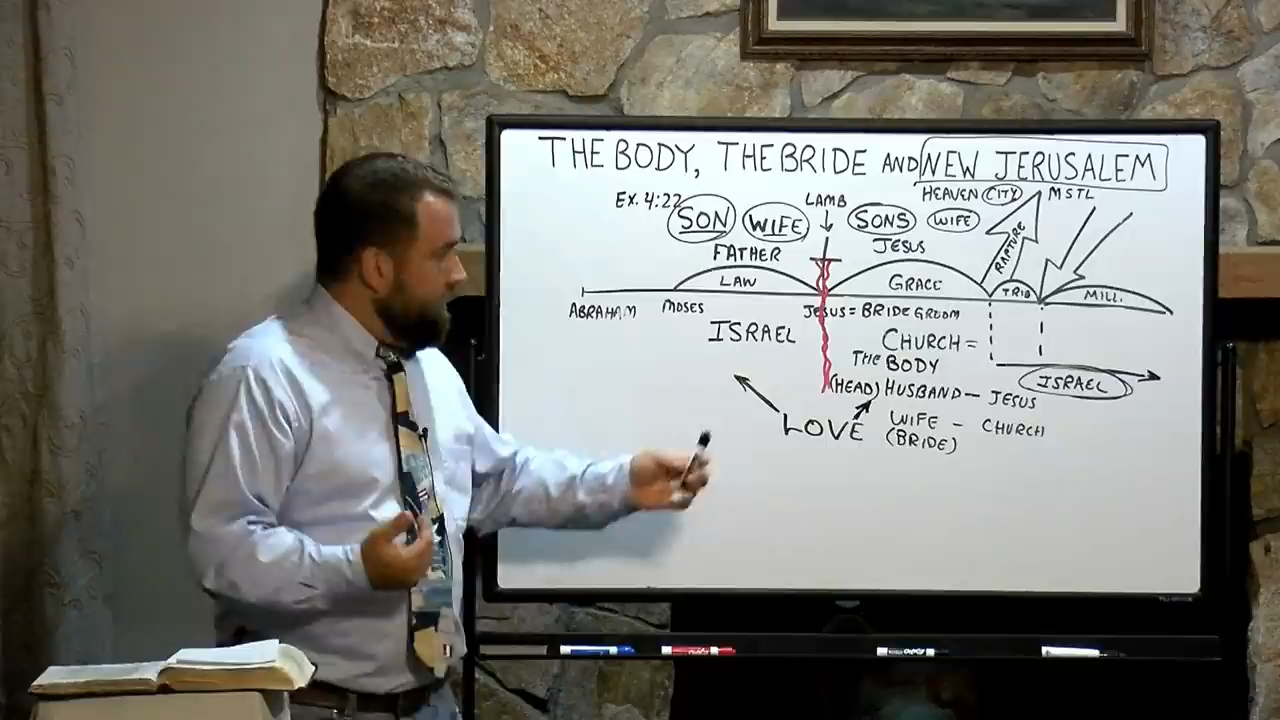 THE BODY, THE BRIDE AND NEW JERUSALEM
HEAVEN CITY MSTL
EX. 4:22 SON WIFE LAMB SONS WIFE
FATHER JESUS RAPTURE
LAW GRACE TRIB MILL.
ABRAHAM MOSES JESUS = BRIDEGROOM
ISRAEL CHURCH =
THE BODY
(HEAD) HUSBAND - JESUS ISRAEL
LOVE WIFE - CHURCH
(BRIDE)